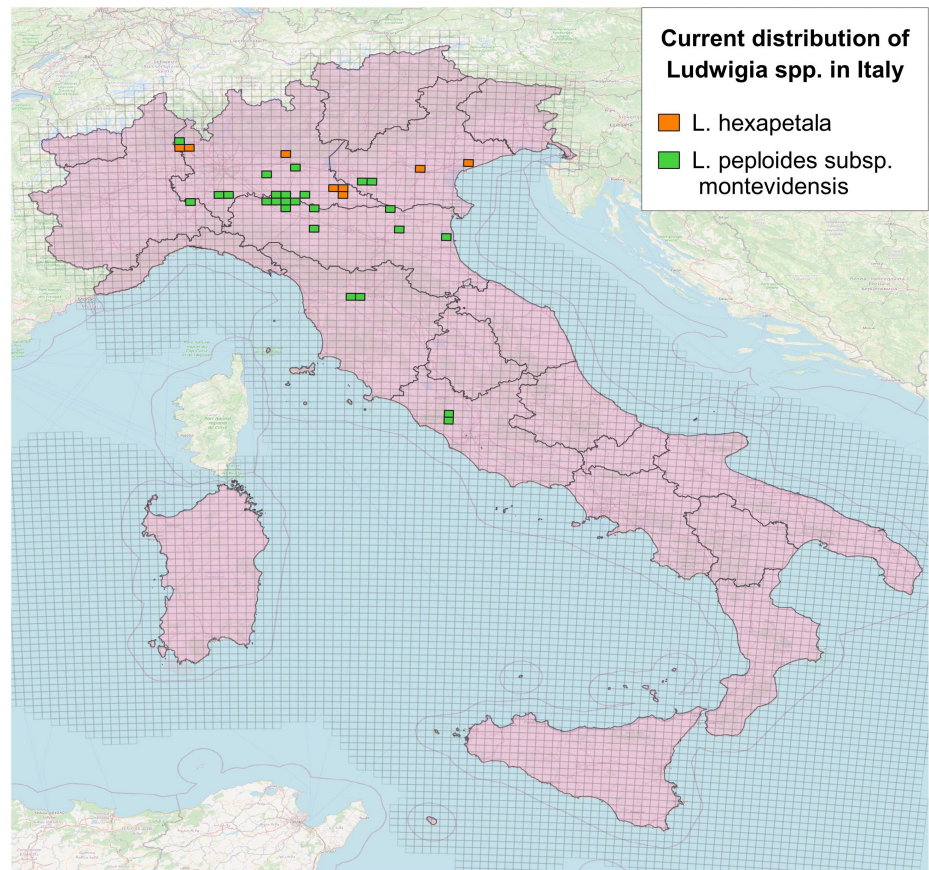 Current distribution of
Ludwigia spp. in Italy
L. hexapetala
L. peploides subsp.
montevidensis